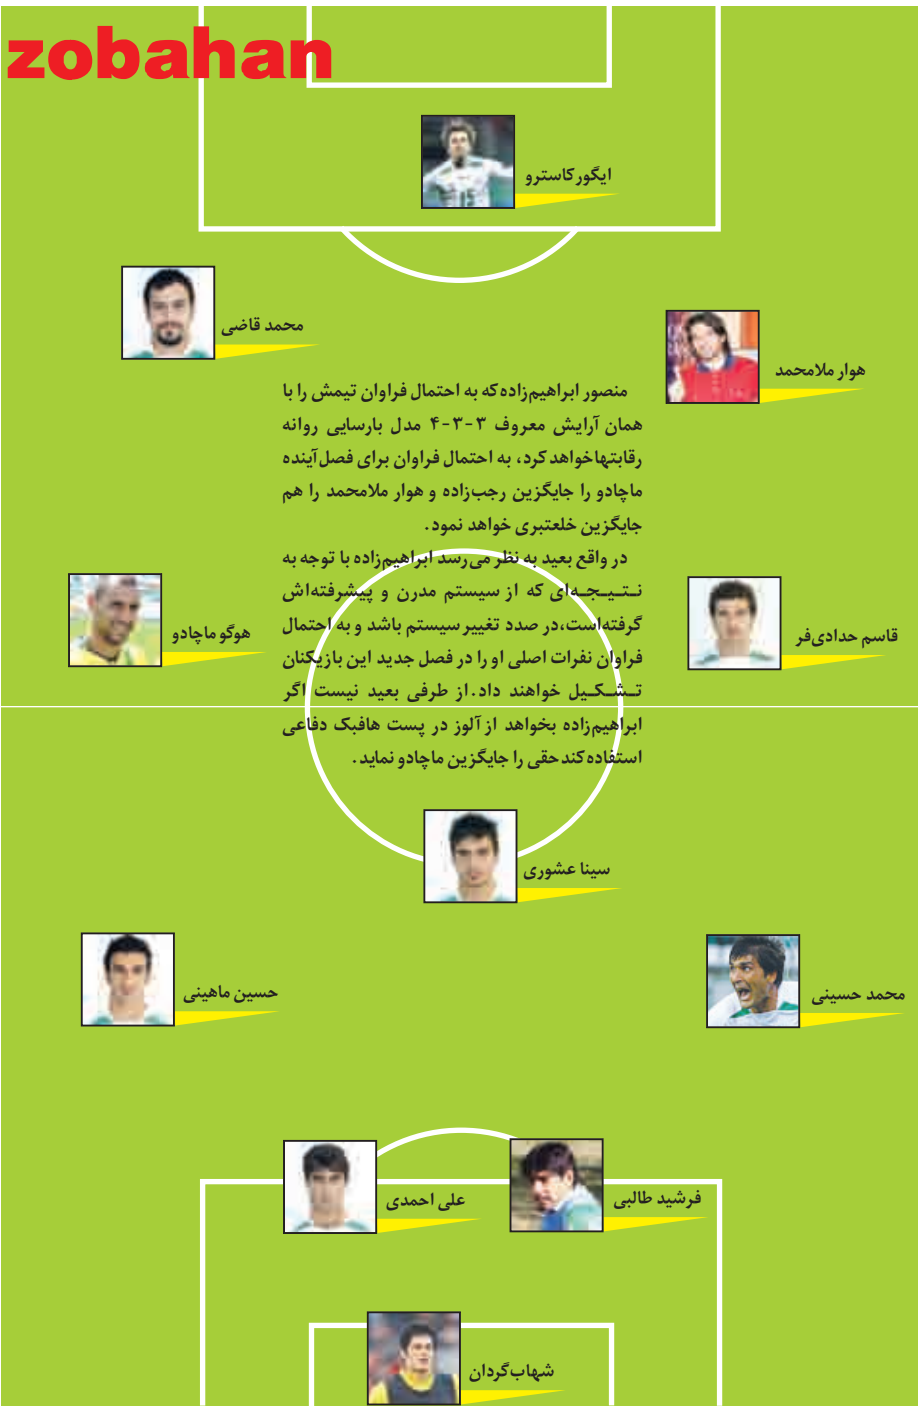 zobahan
ایگور کاسترو
محمد قاضی
هوار ملامحمد
منصور ابراهیم‌زاده که به احتمال فراوان تیمش را با
همان آرایش معروف ۳-۳-۴ مدل بارسایی روانه
رقابتها خواهد کرد، به احتمال فراوان برای فصل آینده
ماچادو را جایگزین رجب‌زاده و هوار ملامحمد را هم
جایگزین خلعتبری خواهد نمود.
در واقع بعید به نظر می‌رسد ابراهیم‌زاده با توجه به
نـتـیـجـه‌ای که از سیستم مدرن و پیشرفته‌اش
گرفته‌است،در صدد تغییر سیستم باشد و به احتمال
فراوان نفرات اصلی او را در فصل جدید این بازیکنان
تـشـکـیل خواهند داد.از طرفی بعید نیست اگر
ابراهیم‌زاده بخواهد از آلوز در پست هافبک دفاعی
استفاده کند حقی را جایگزین ماچادو نماید.
هوگو ماچادو
قاسم حدادی‌فر
سینا عشوری
حسین ماهینی
محمد حسینی
علی احمدی
فرشید طالبی
شهاب گردان